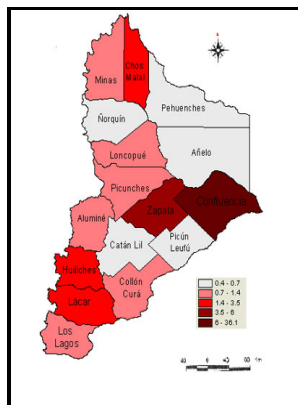 Chos
Malal
Minas
Pehuenches
Ñorquín
Loncopué
Añelo
Picunches
Zapala
Confluencia
Aluminé
Catán Lil
Picún
Leufú
Huiliches
Collón
Curá
Lácar
Los
Lagos
0.4 - 0.7
0.7 - 1.4
1.4 - 3.5
3.5 - 6
6 - 36.1